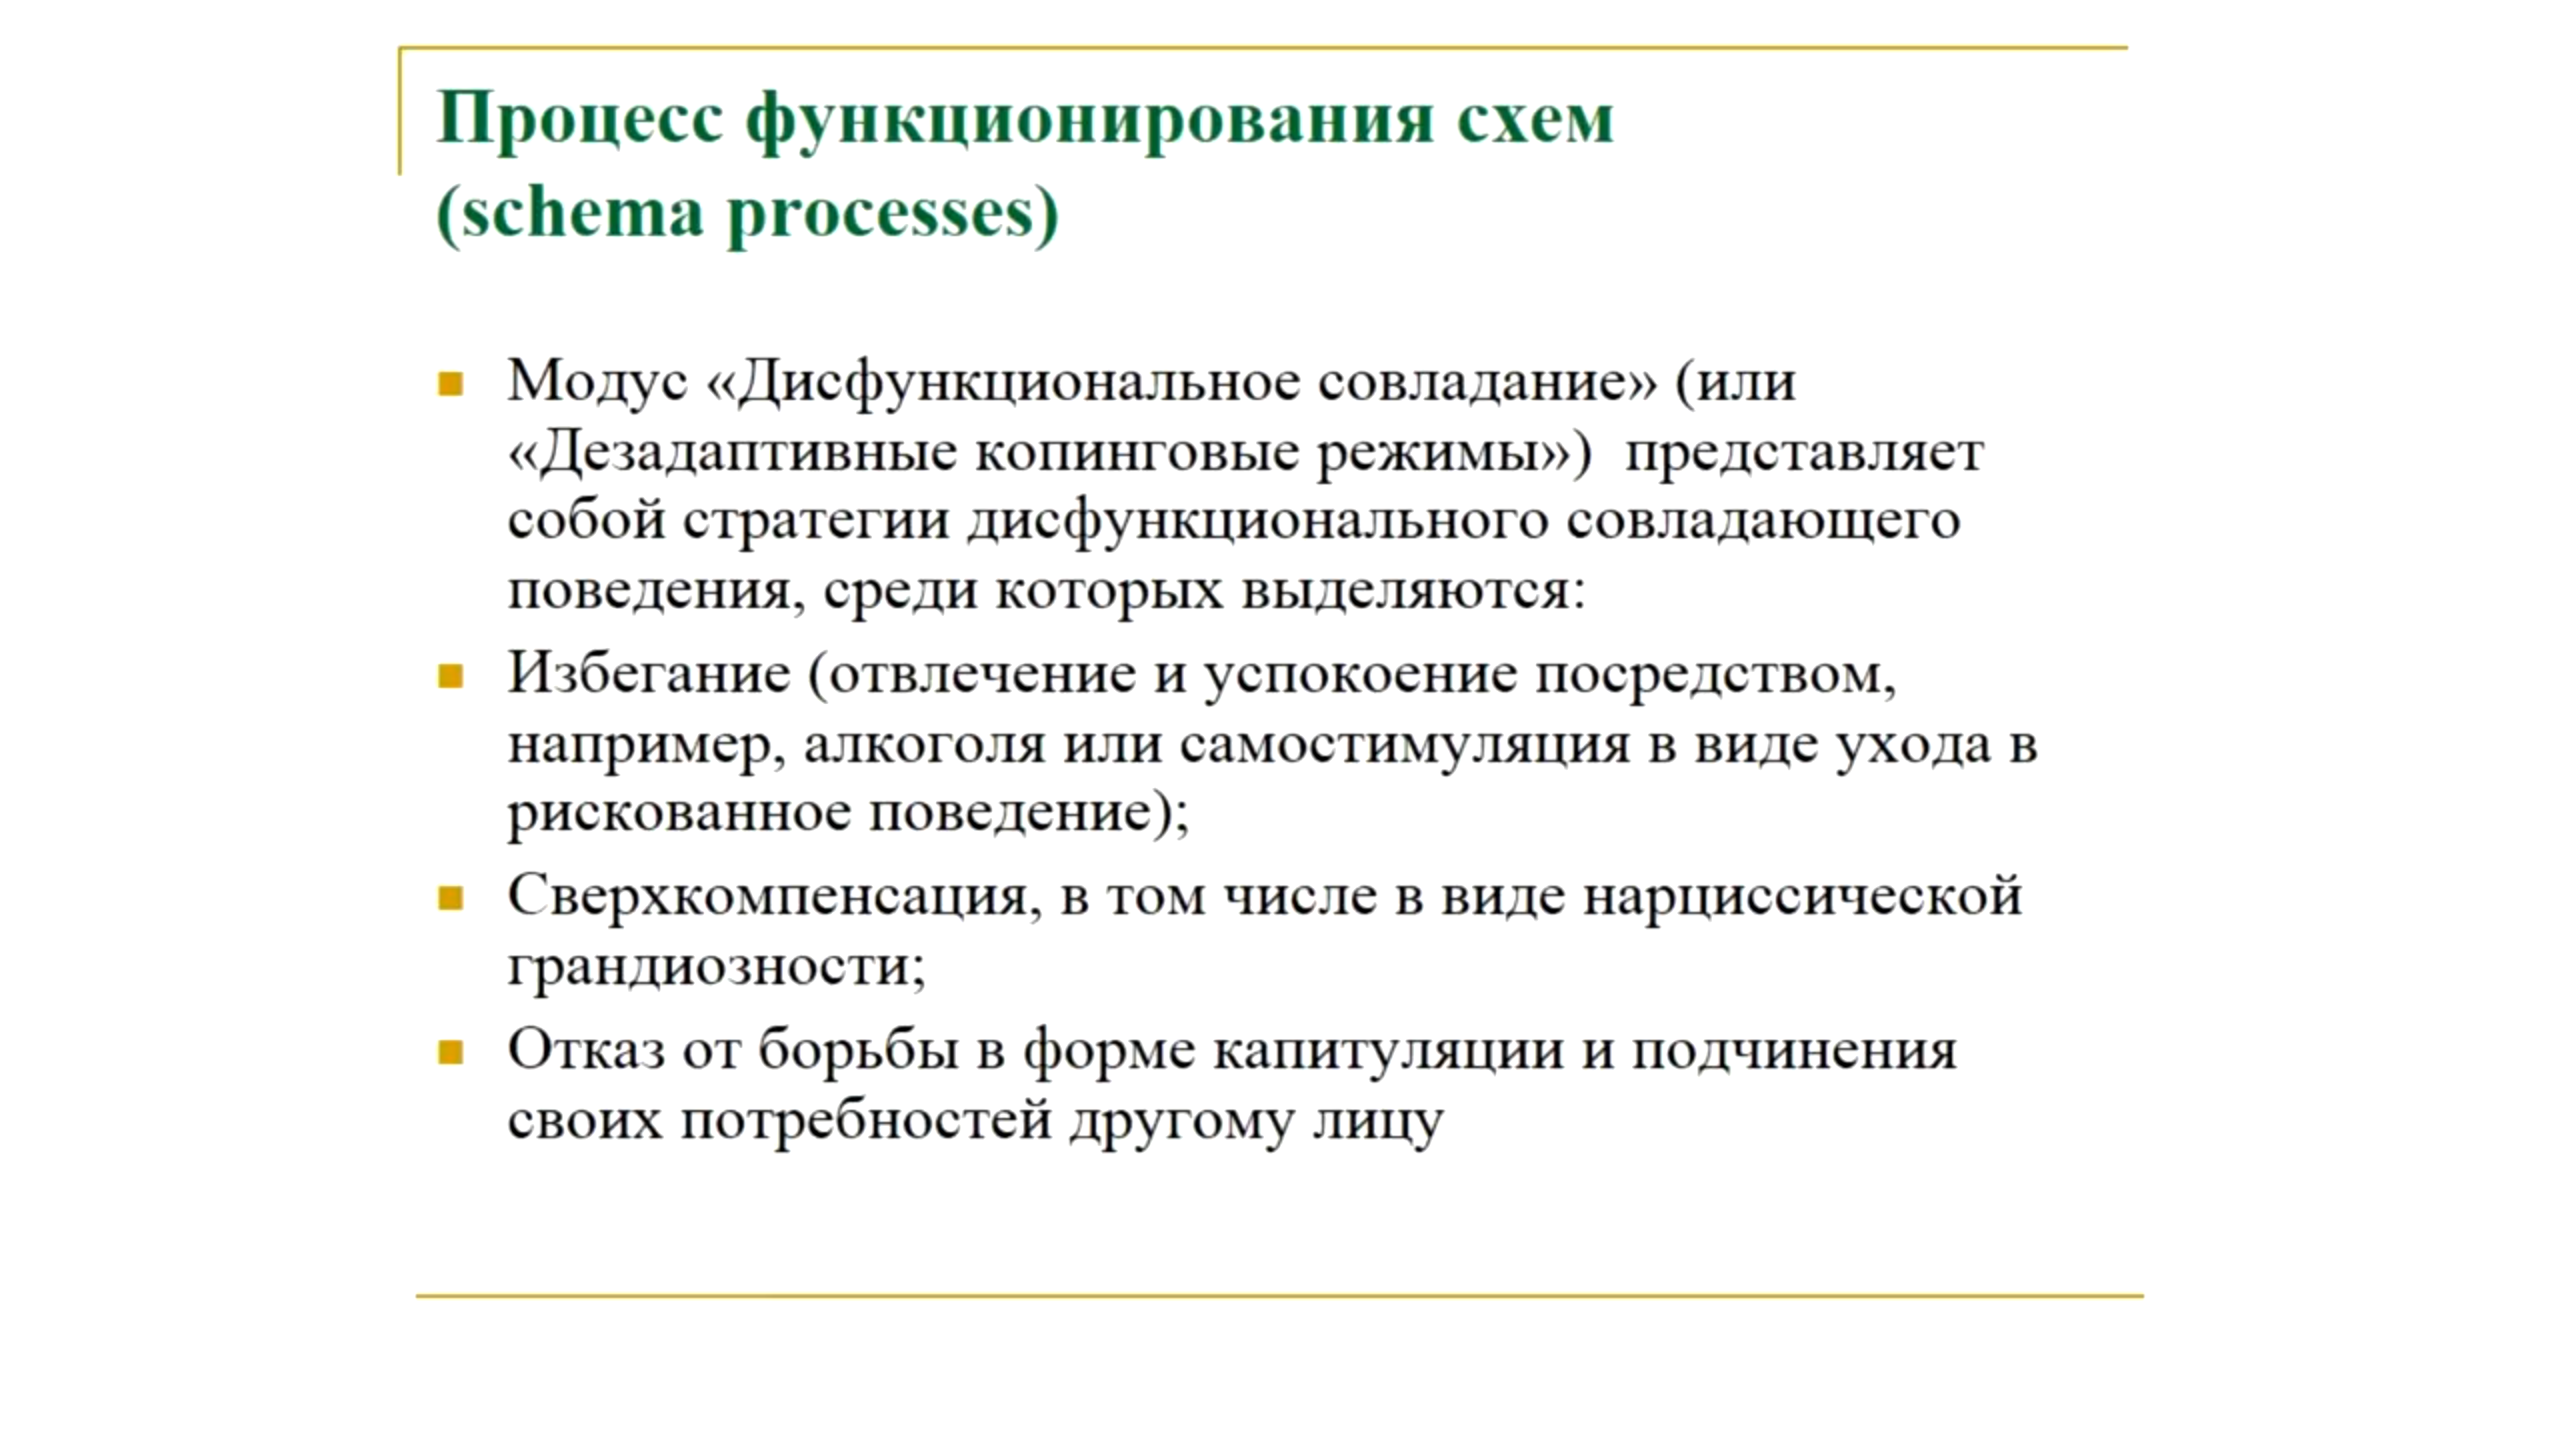 Процесс функционирования схем
(schema processes)
Модус «Дисфункциональное совладание» (или
«Дезадаптивные копинговые режимы») представляет
собой стратегии дисфункционального совладающего
поведения, среди которых выделяются:
Избегание (отвлечение и успокоение посредством,
например, алкоголя или самостимуляция в виде ухода в
рискованное поведение);
Сверхкомпенсация, в том числе в виде нарциссической
грандиозности;
Отказ от борьбы в форме капитуляции и подчинения
своих потребностей другому лицу